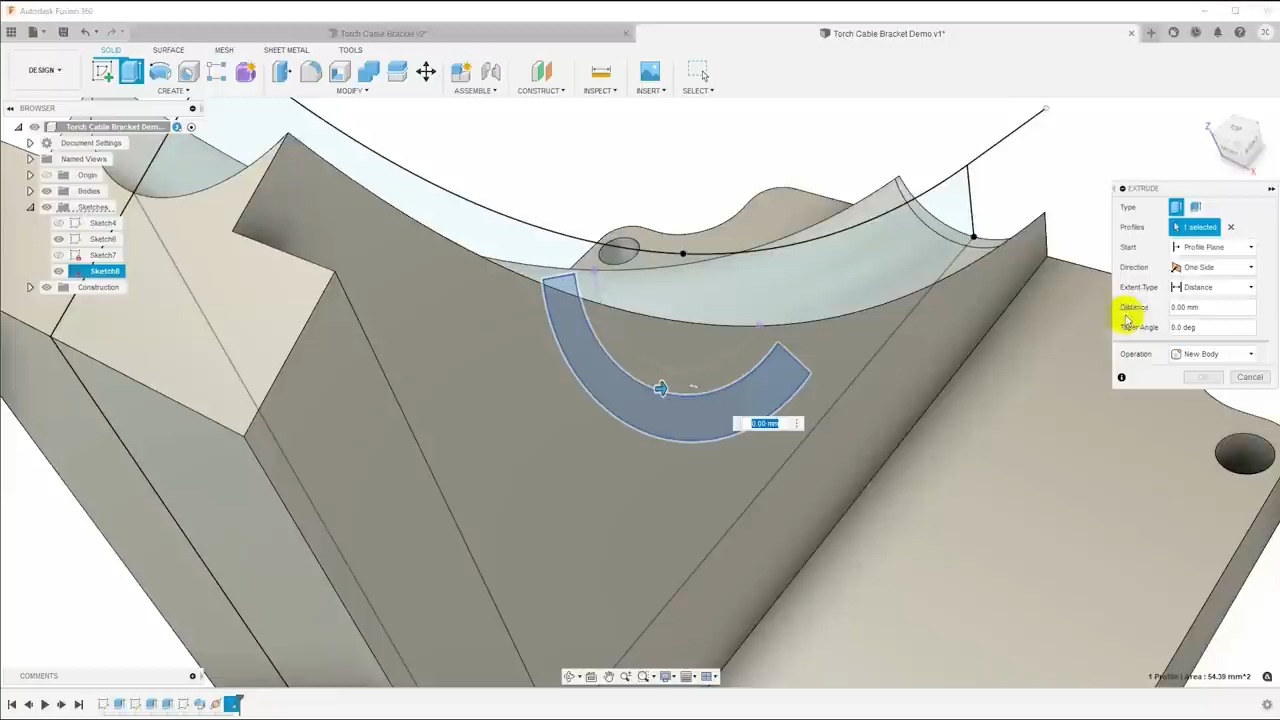 Autodesk Fusion 360
Torch Cable Bracket v2*
Torch Cable Bracket Demo v1*
SOLID SURFACE MESH SHEET METAL TOOLS
DESIGN
CREATE MODIFY ASSEMBLE CONSTRUCT INSPECT INSERT SELECT
BROWSER
Torch Cable Bracket Demo...
Document Settings
Named Views
Origin
Bodies
Sketches
Sketch4
Sketch6
Sketch7
Sketch8
Construction
EXTRUDE
Type
Profiles 1 selected
Start Profile Plane
Direction One Side
Extent Type Distance
Distance 0.00 mm
Taper Angle 0.0 deg
Operation New Body
OK Cancel
0.00 mm
Z
X
COMMENTS
1 Profile | Area : 54.39 mm^2